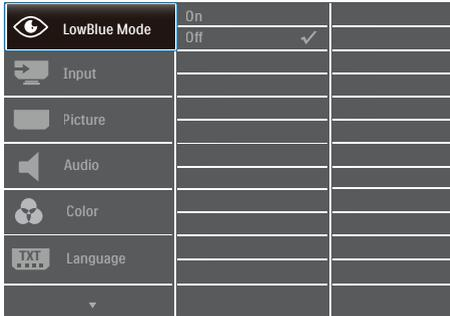 LowBlue Mode
On
Off
Input
Picture
Audio
Color
TXT
Language